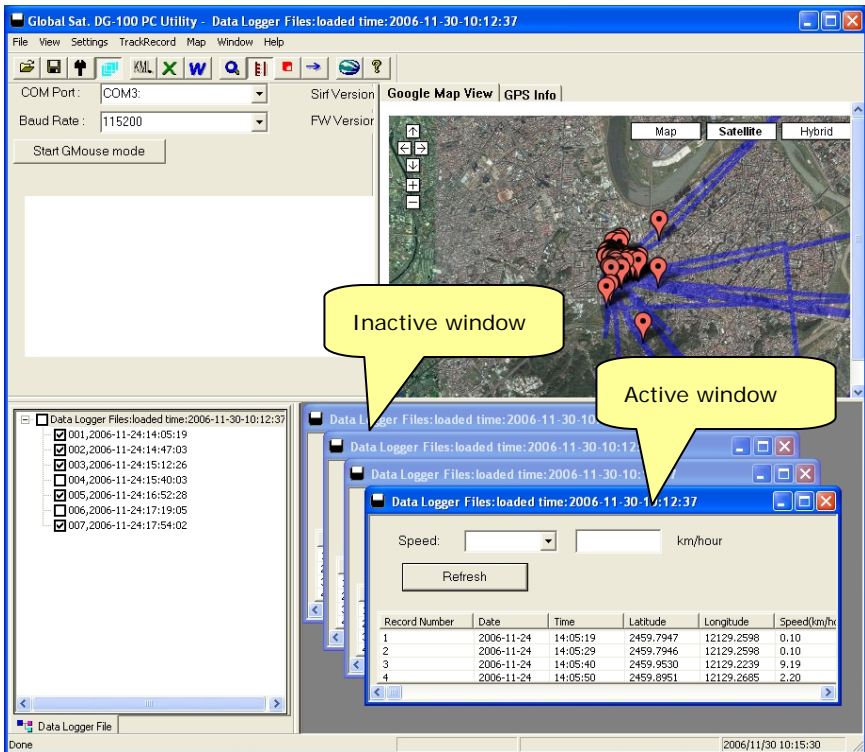 Global Sat. DG-100 PC Utility - Data Logger Files:loaded time:2006-11-30-10:12:37
File View Settings TrackRecord Map Window Help
KML X W ?
COM Port : COM3: Sirf Version
Baud Rate : 115200 FW Version
Start GMouse mode
Google Map View GPS Info
Map Satellite Hybrid
Inactive window
Active window
Data Logger Files:loaded time:2006-11-30-10:12:37
001,2006-11-24:14:05:19
002,2006-11-24:14:47:03
003,2006-11-24:15:12:26
004,2006-11-24:15:40:03
005,2006-11-24:16:52:28
006,2006-11-24:17:19:05
007,2006-11-24:17:54:02
Data Logger File
Data Logger Files:loaded time:2006-11-30-10
Data Logger Files:loaded time:2006-11-30-10:12
Data Logger Files:loaded time:2006-11-30-10:
Data Logger Files:loaded time:2006-11-30-10:12:37
Speed: km/hour
Refresh
Record Number Date Time Latitude Longitude Speed(km/ho
1 2006-11-24 14:05:19 2459.7947 12129.2598 0.10
2 2006-11-24 14:05:29 2459.7946 12129.2598 0.10
3 2006-11-24 14:05:40 2459.9530 12129.2239 9.19
4 2006-11-24 14:05:50 2459.8951 12129.2685 2.20
Done 2006/11/30 10:15:30